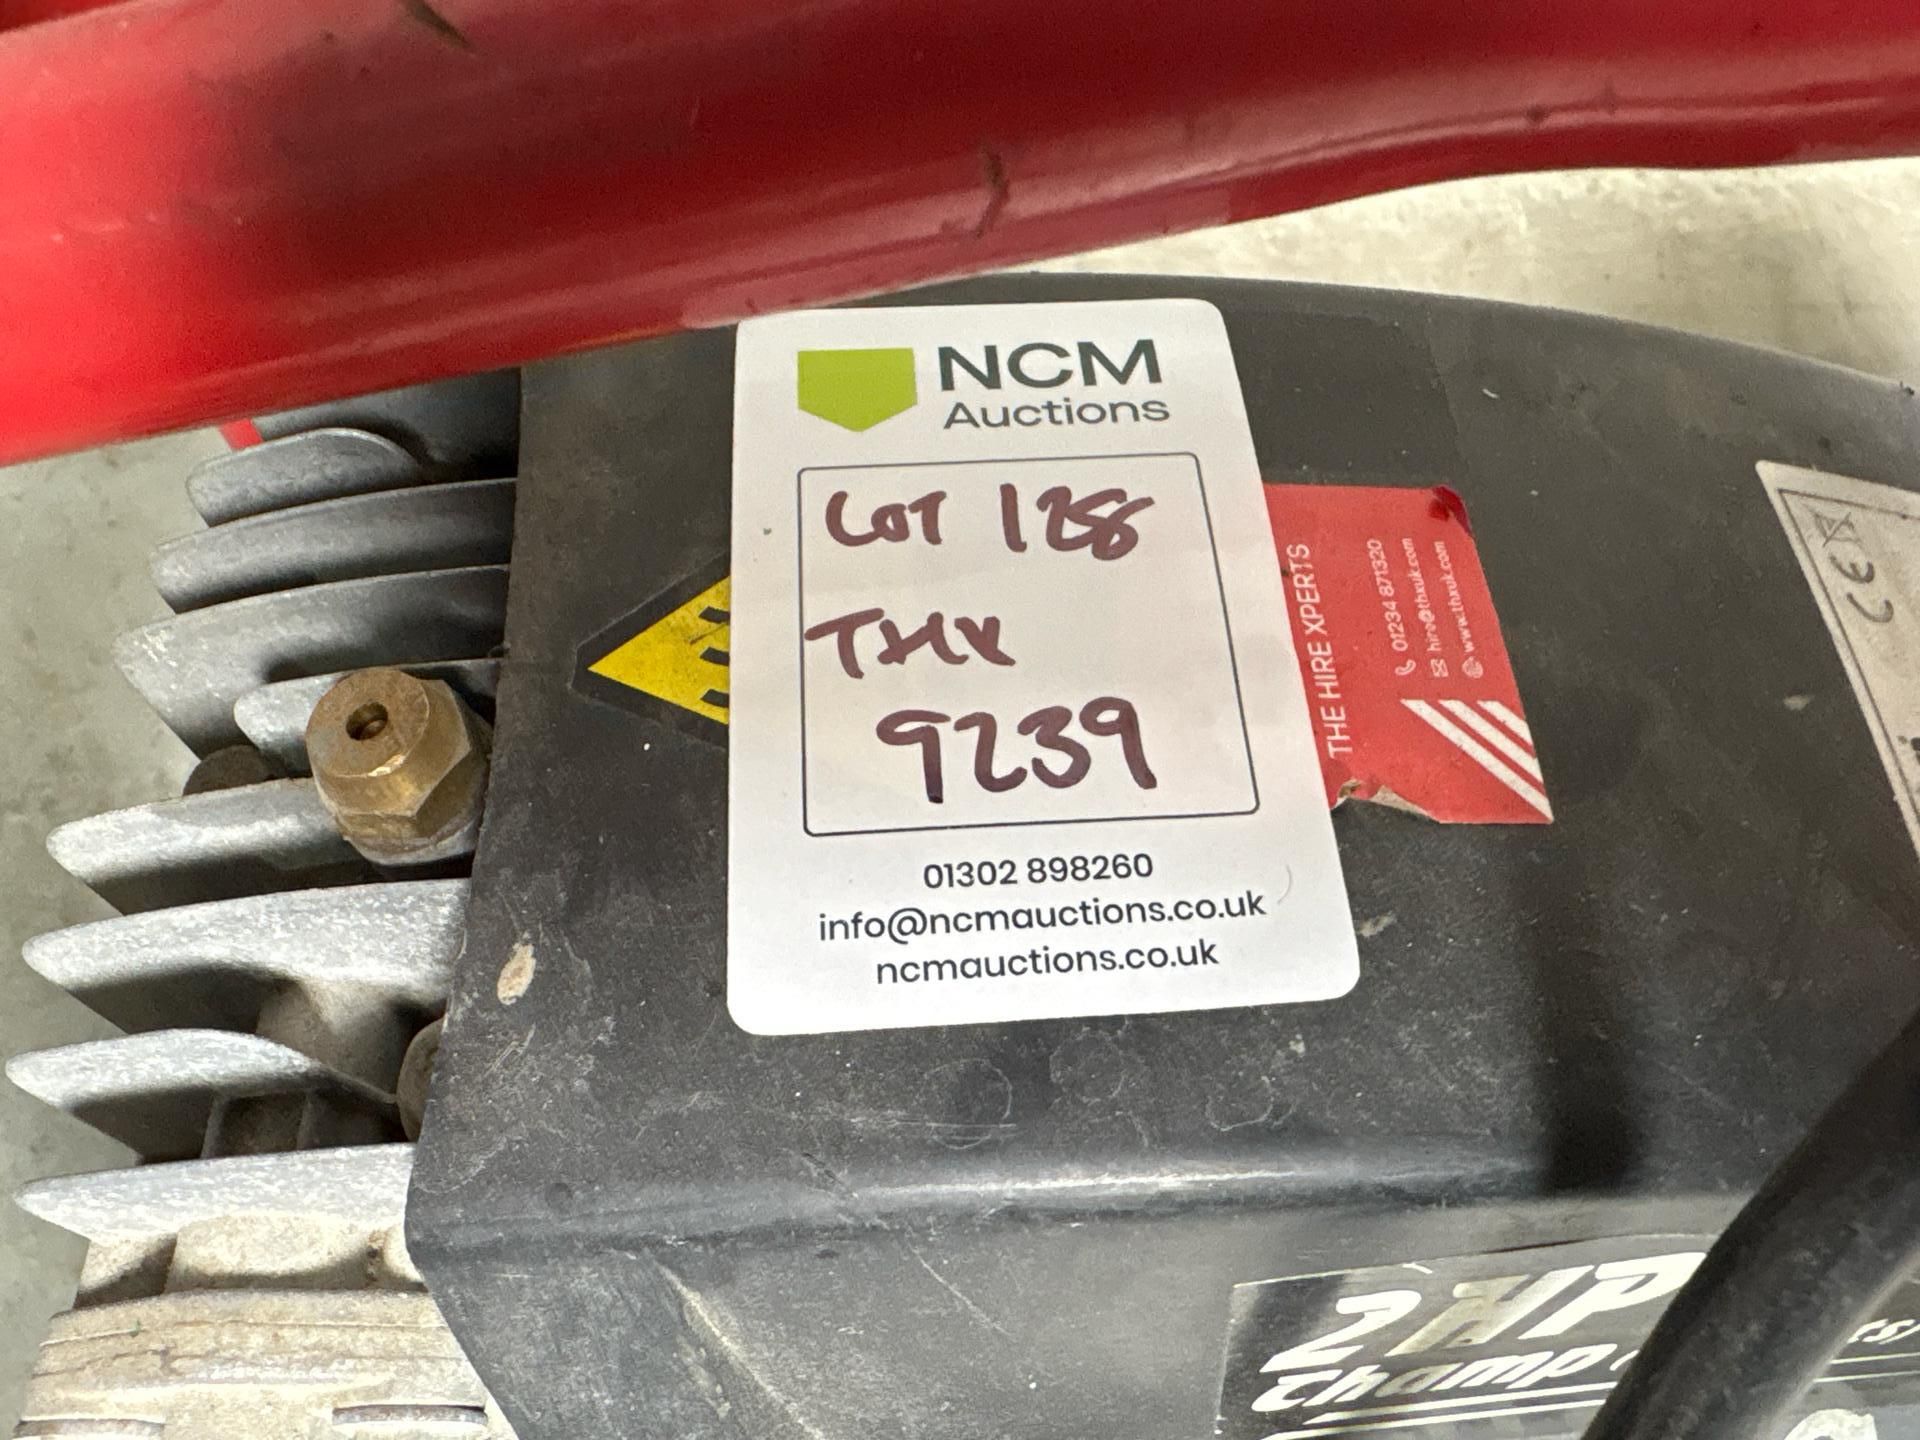 NCM
Auctions
LOT 128
THX
9239
01302 898260
info@ncmauctions.co.uk
ncmauctions.co.uk
THE HIRE XPERTS
01234 871320
hire@thxuk.com
www.thxuk.com
CE
2HP
Champ